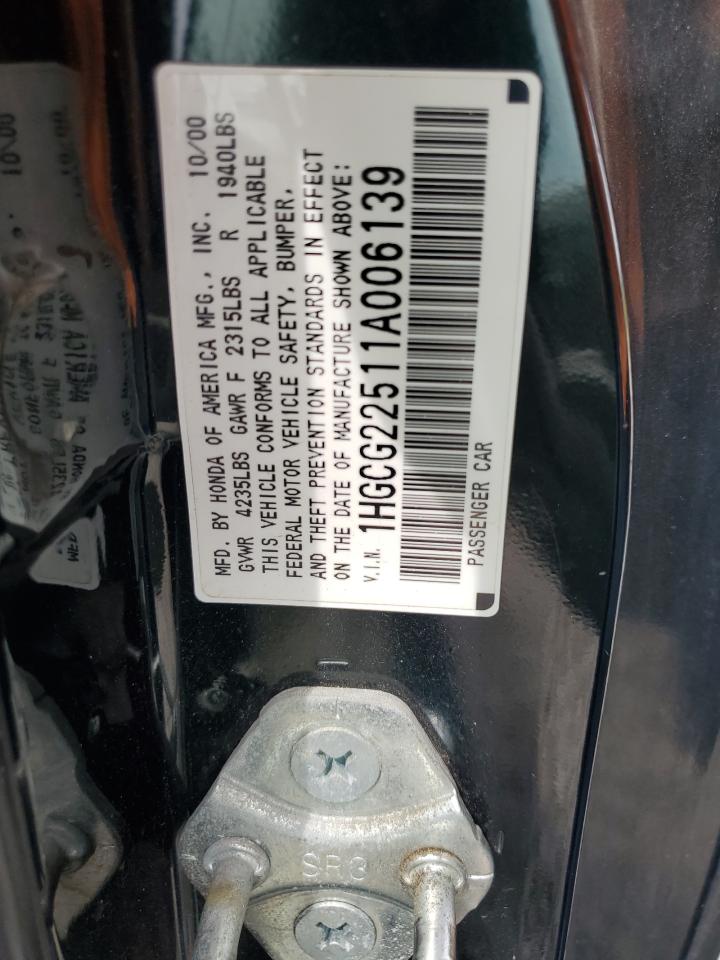 MFD. BY HONDA OF AMERICA MFG., INC. 10/00
GVWR 4235LBS GAWR F 2315LBS R 1940LBS
THIS VEHICLE CONFORMS TO ALL APPLICABLE
FEDERAL MOTOR VEHICLE SAFETY, BUMPER,
AND THEFT PREVENTION STANDARDS IN EFFECT
ON THE DATE OF MANUFACTURE SHOWN ABOVE:
V.I.N. 1HGCG22511A006139
PASSENGER CAR
SR3